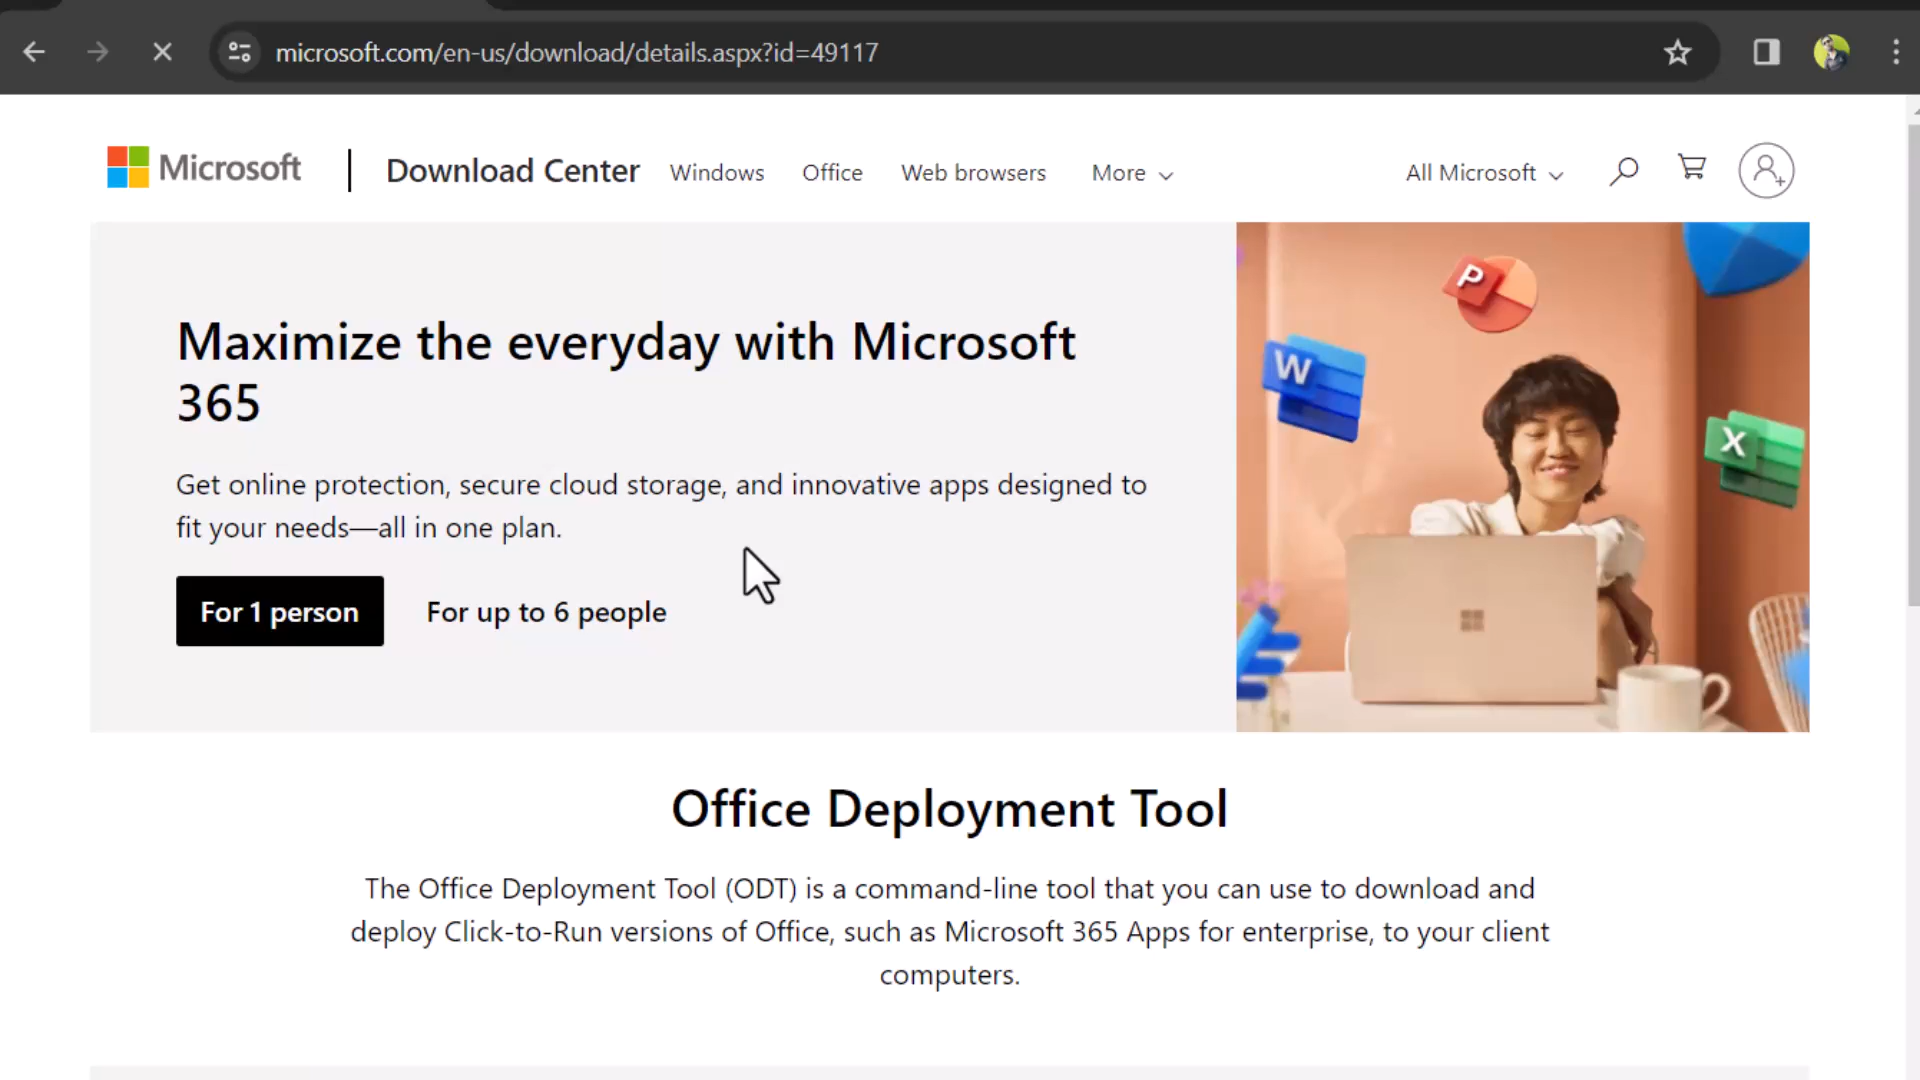 microsoft.com/en-us/download/details.aspx?id=49117
Microsoft
Download Center
Windows
Office
Web browsers
More
All Microsoft
Maximize the everyday with Microsoft
365
Get online protection, secure cloud storage, and innovative apps designed to
fit your needs—all in one plan.
For 1 person
For up to 6 people
P
W
X
Office Deployment Tool
The Office Deployment Tool (ODT) is a command-line tool that you can use to download and
deploy Click-to-Run versions of Office, such as Microsoft 365 Apps for enterprise, to your client
computers.